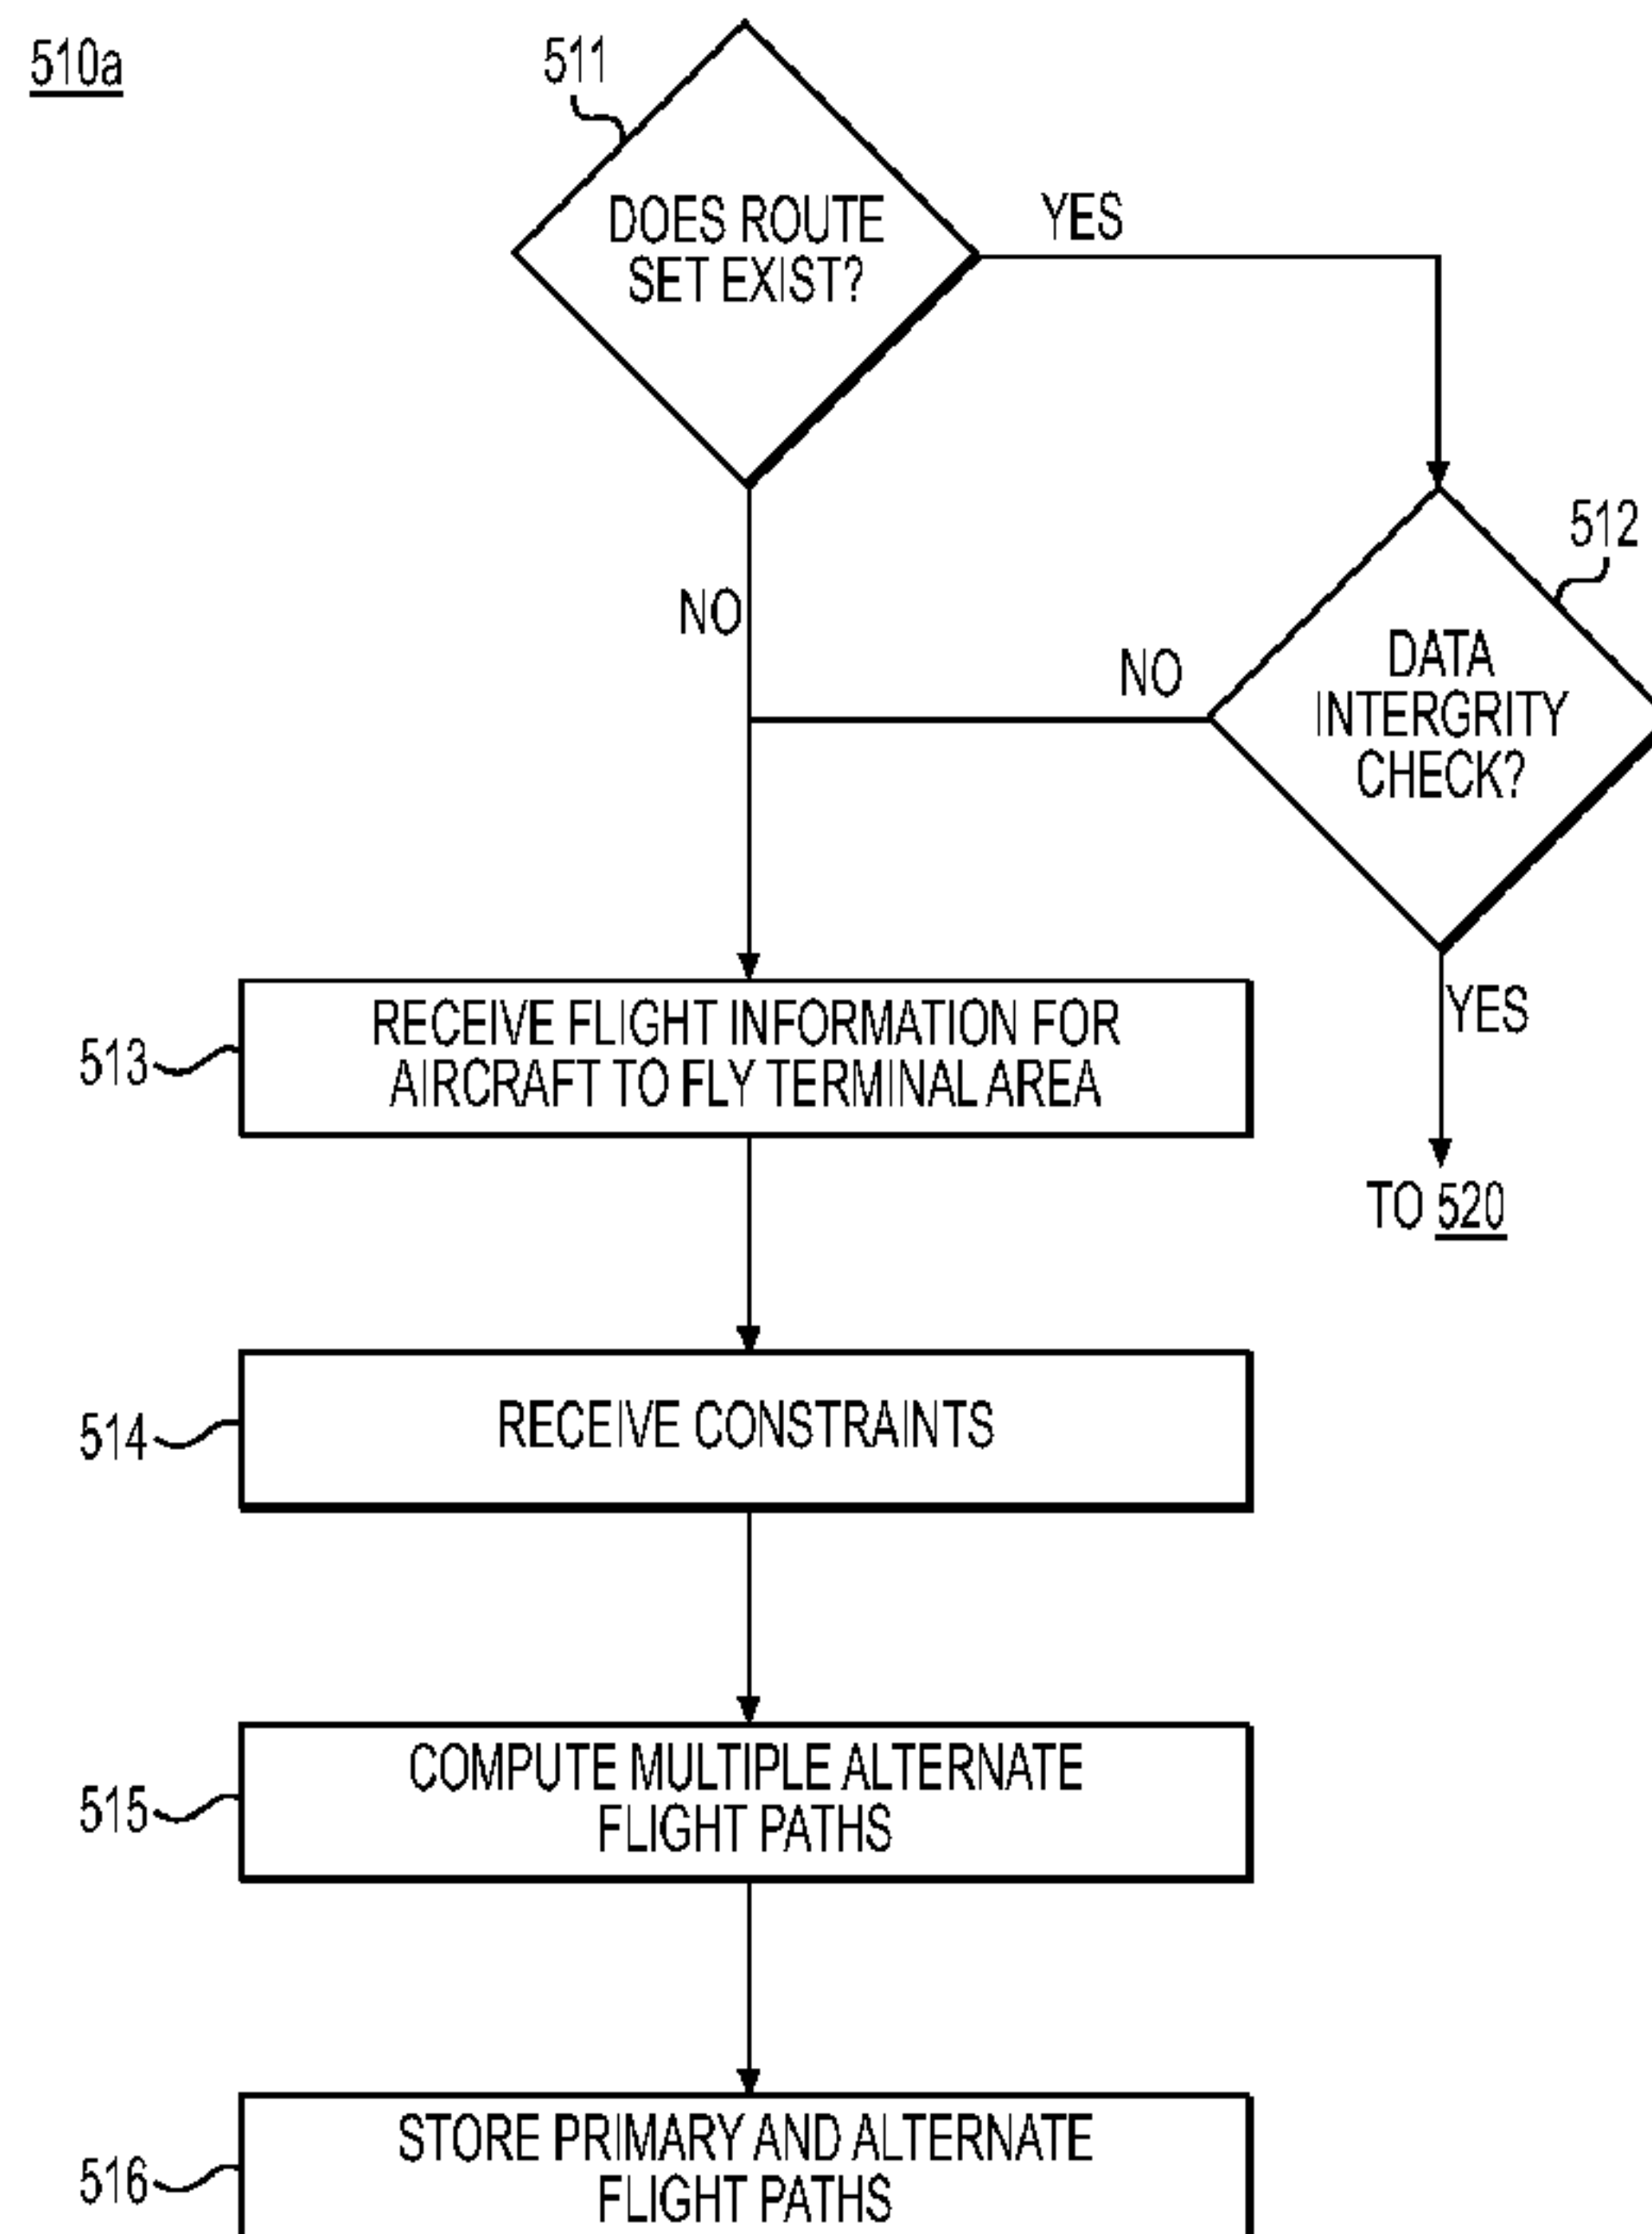 510a
511
DOES ROUTE
SET EXIST?
YES
512
NO
NO
DATA
INTERGRITY
CHECK?
YES
TO 520
513
RECEIVE FLIGHT INFORMATION FOR
AIRCRAFT TO FLY TERMINAL AREA
514
RECEIVE CONSTRAINTS
515
COMPUTE MULTIPLE ALTERNATE
FLIGHT PATHS
516
STORE PRIMARY AND ALTERNATE
FLIGHT PATHS